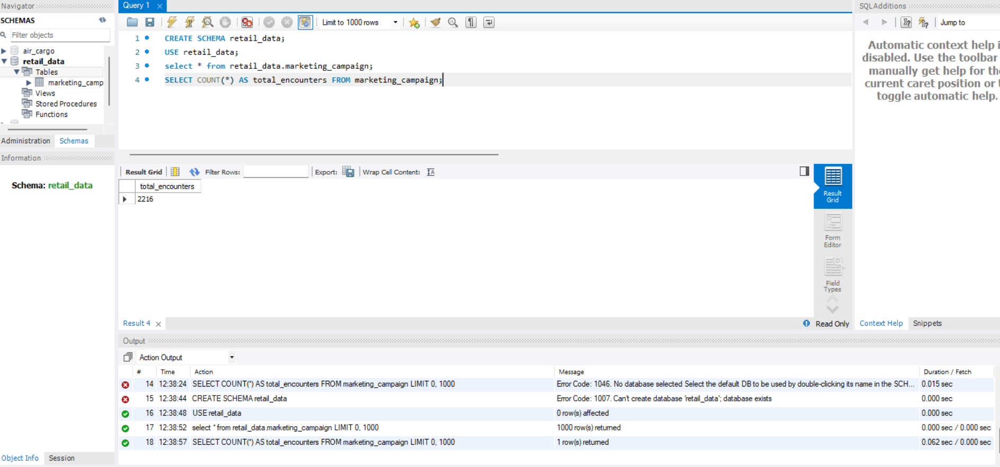 Navigator
SCHEMAS
Filter objects
air_cargo
retail_data
Tables
marketing_camp
Views
Stored Procedures
Functions
Administration Schemas
Information
Schema: retail_data
Object Info Session
Query 1
Limit to 1000 rows
1 CREATE SCHEMA retail_data;
2 USE retail_data;
3 select * from retail_data.marketing_campaign;
4 SELECT COUNT(*) AS total_encounters FROM marketing_campaign;
Result Grid Filter Rows: Export: Wrap Cell Content: IA
total_encounters
2216
Result
Grid
Form
Editor
Field
Types
Result 4
Read Only
SQLAdditions
Jump to
Automatic context help i
disabled. Use the toolbar
manually get help for the
current caret position or t
toggle automatic help.
Context Help Snippets
Output
Action Output
# Time Action Message Duration / Fetch
14 12:38:24 SELECT COUNT(*) AS total_encounters FROM marketing_campaign LIMIT 0, 1000 Error Code: 1046. No database selected Select the default DB to be used by double-clicking its name in the SCH... 0.015 sec
15 12:38:44 CREATE SCHEMA retail_data Error Code: 1007. Can't create database 'retail_data'; database exists 0.000 sec
16 12:38:48 USE retail_data 0 row(s) affected 0.000 sec
17 12:38:52 select * from retail_data.marketing_campaign LIMIT 0, 1000 1000 row(s) returned 0.000 sec / 0.000 sec
18 12:38:57 SELECT COUNT(*) AS total_encounters FROM marketing_campaign LIMIT 0, 1000 1 row(s) returned 0.062 sec / 0.000 sec